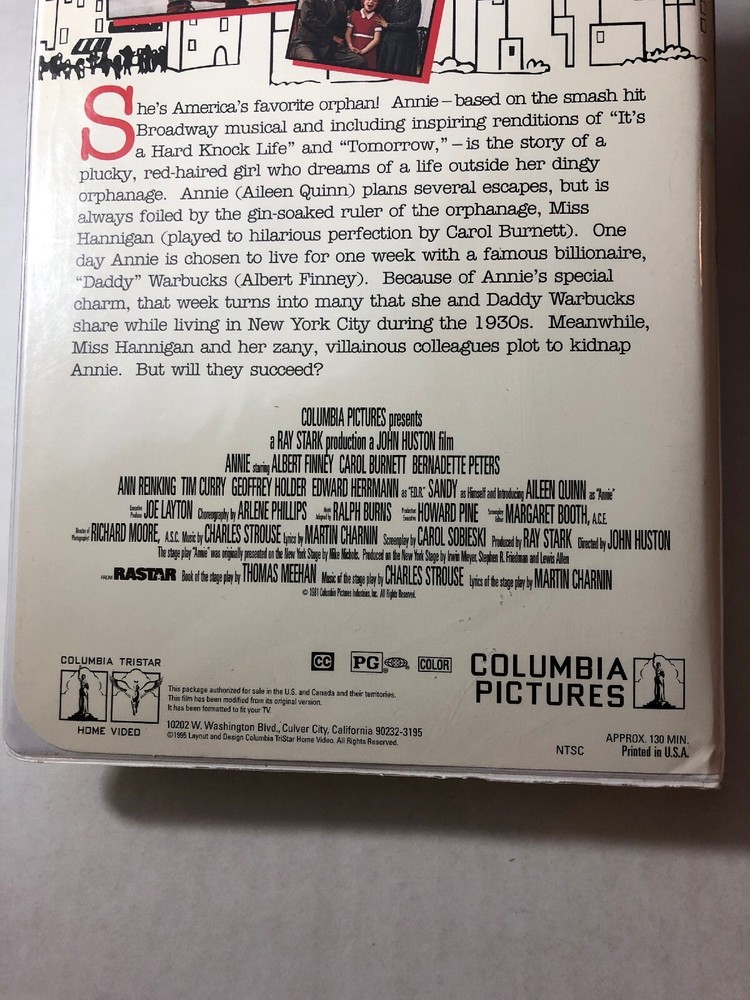 She's America's favorite orphan! Annie – based on the smash hit
Broadway musical and including inspiring renditions of "It's
a Hard Knock Life" and "Tomorrow," – is the story of a
plucky, red-haired girl who dreams of a life outside her dingy
orphanage. Annie (Aileen Quinn) plans several escapes, but is
always foiled by the gin-soaked ruler of the orphanage, Miss
Hannigan (played to hilarious perfection by Carol Burnett). One
day Annie is chosen to live for one week with a famous billionaire,
"Daddy" Warbucks (Albert Finney). Because of Annie's special
charm, that week turns into many that she and Daddy Warbucks
share while living in New York City during the 1930s. Meanwhile,
Miss Hannigan and her zany, villainous colleagues plot to kidnap
Annie. But will they succeed?
COLUMBIA PICTURES presents
a RAY STARK production a JOHN HUSTON film
ANNIE starring ALBERT FINNEY CAROL BURNETT BERNADETTE PETERS
ANN REINKING TIM CURRY GEOFFREY HOLDER EDWARD HERRMANN as "F.D.R." SANDY as Himself and Introducing AILEEN QUINN as "Annie"
Executive Producer JOE LAYTON Choreography by ARLENE PHILLIPS Music Adapted by RALPH BURNS Production Executive HOWARD PINE Supervising Editor MARGARET BOOTH, A.C.E.
Director of Photography RICHARD MOORE, A.S.C. Music by CHARLES STROUSE Lyrics by MARTIN CHARNIN Screenplay by CAROL SOBIESKI Produced by RAY STARK Directed by JOHN HUSTON
The stage play "Annie" was originally presented on the New York Stage by Mike Nichols. Produced on the New York Stage by Irwin Meyer, Stephen R. Friedman and Lewis Allen
FROM RASTAR Book of the stage play by THOMAS MEEHAN Music of the stage play by CHARLES STROUSE Lyrics of the stage play by MARTIN CHARNIN
© 1981 Columbia Pictures Industries, Inc. All Rights Reserved.
COLUMBIA TRISTAR
HOME VIDEO
CC PG COLOR
COLUMBIA
PICTURES
This package authorized for sale in the U.S. and Canada and their territories.
This film has been modified from its original version.
It has been formatted to fit your TV.
10202 W. Washington Blvd., Culver City, California 90232-3195
©1995 Layout and Design Columbia TriStar Home Video. All Rights Reserved.
NTSC
APPROX. 130 MIN.
Printed in U.S.A.